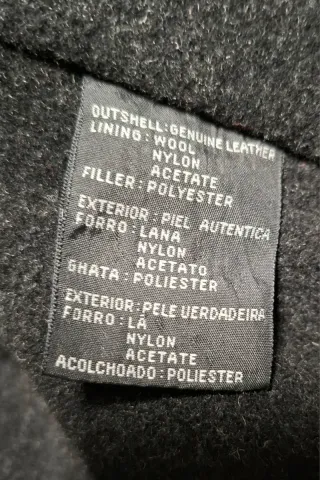 OUTSHELL: GENUINE LEATHER
LINING: WOOL
NYLON
ACETATE
FILLER: POLYESTER
EXTERIOR: PIEL AUTENTICA
FORRO: LANA
NYLON
ACETATO
GHATA: POLIESTER
EXTERIOR: PELE VERDADEIRA
FORRO: LÃ
NYLON
ACETATE
ACOLCHOADO: POLIESTER